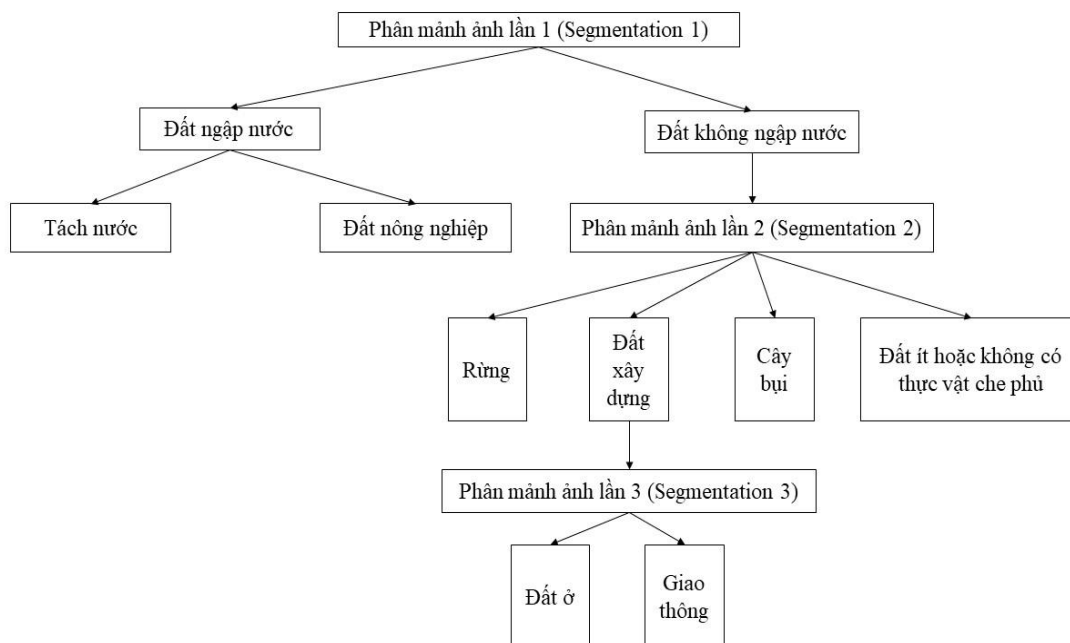 Phân mảnh ảnh lần 1 (Segmentation 1)
Đất ngập nước
Đất không ngập nước
Tách nước
Đất nông nghiệp
Phân mảnh ảnh lần 2 (Segmentation 2)
Rừng
Đất
xây
dựng
Cây
bụi
Đất ít hoặc không có
thực vật che phủ
Phân mảnh ảnh lần 3 (Segmentation 3)
Đất ở
Giao
thông